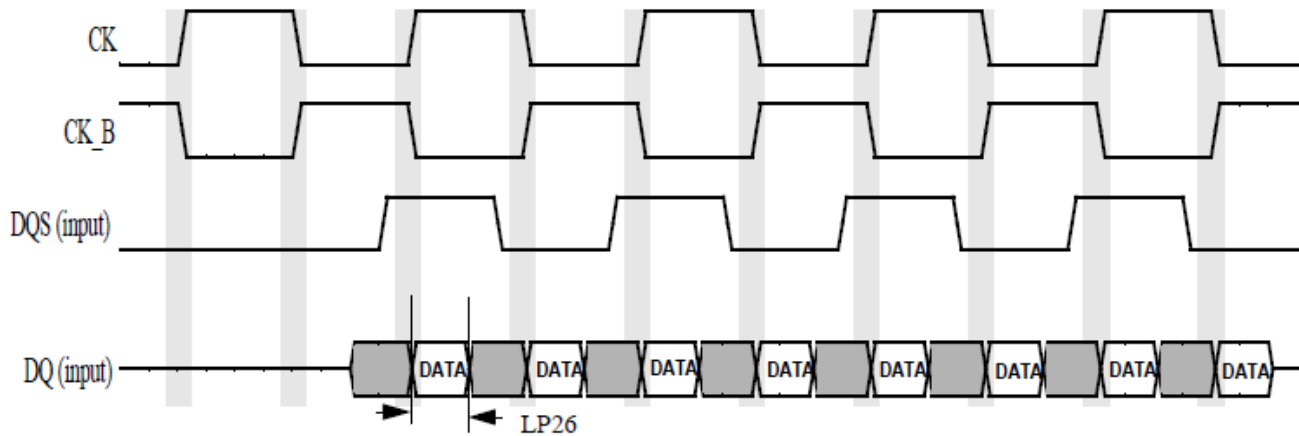 CK
CK_B
DQS (input)
DQ (input)
DATA DATA DATA DATA DATA DATA DATA DATA
LP26